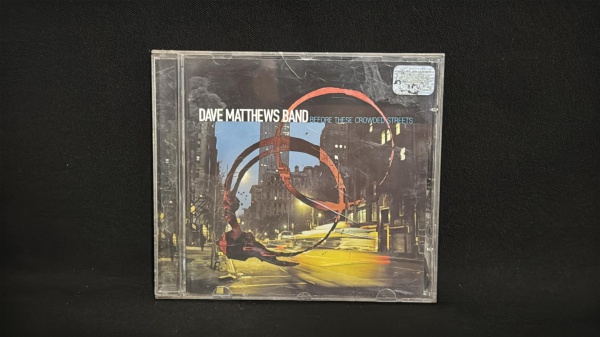 DAVE MATTHEWS BAND BEFORE THESE CROWDED STREETS